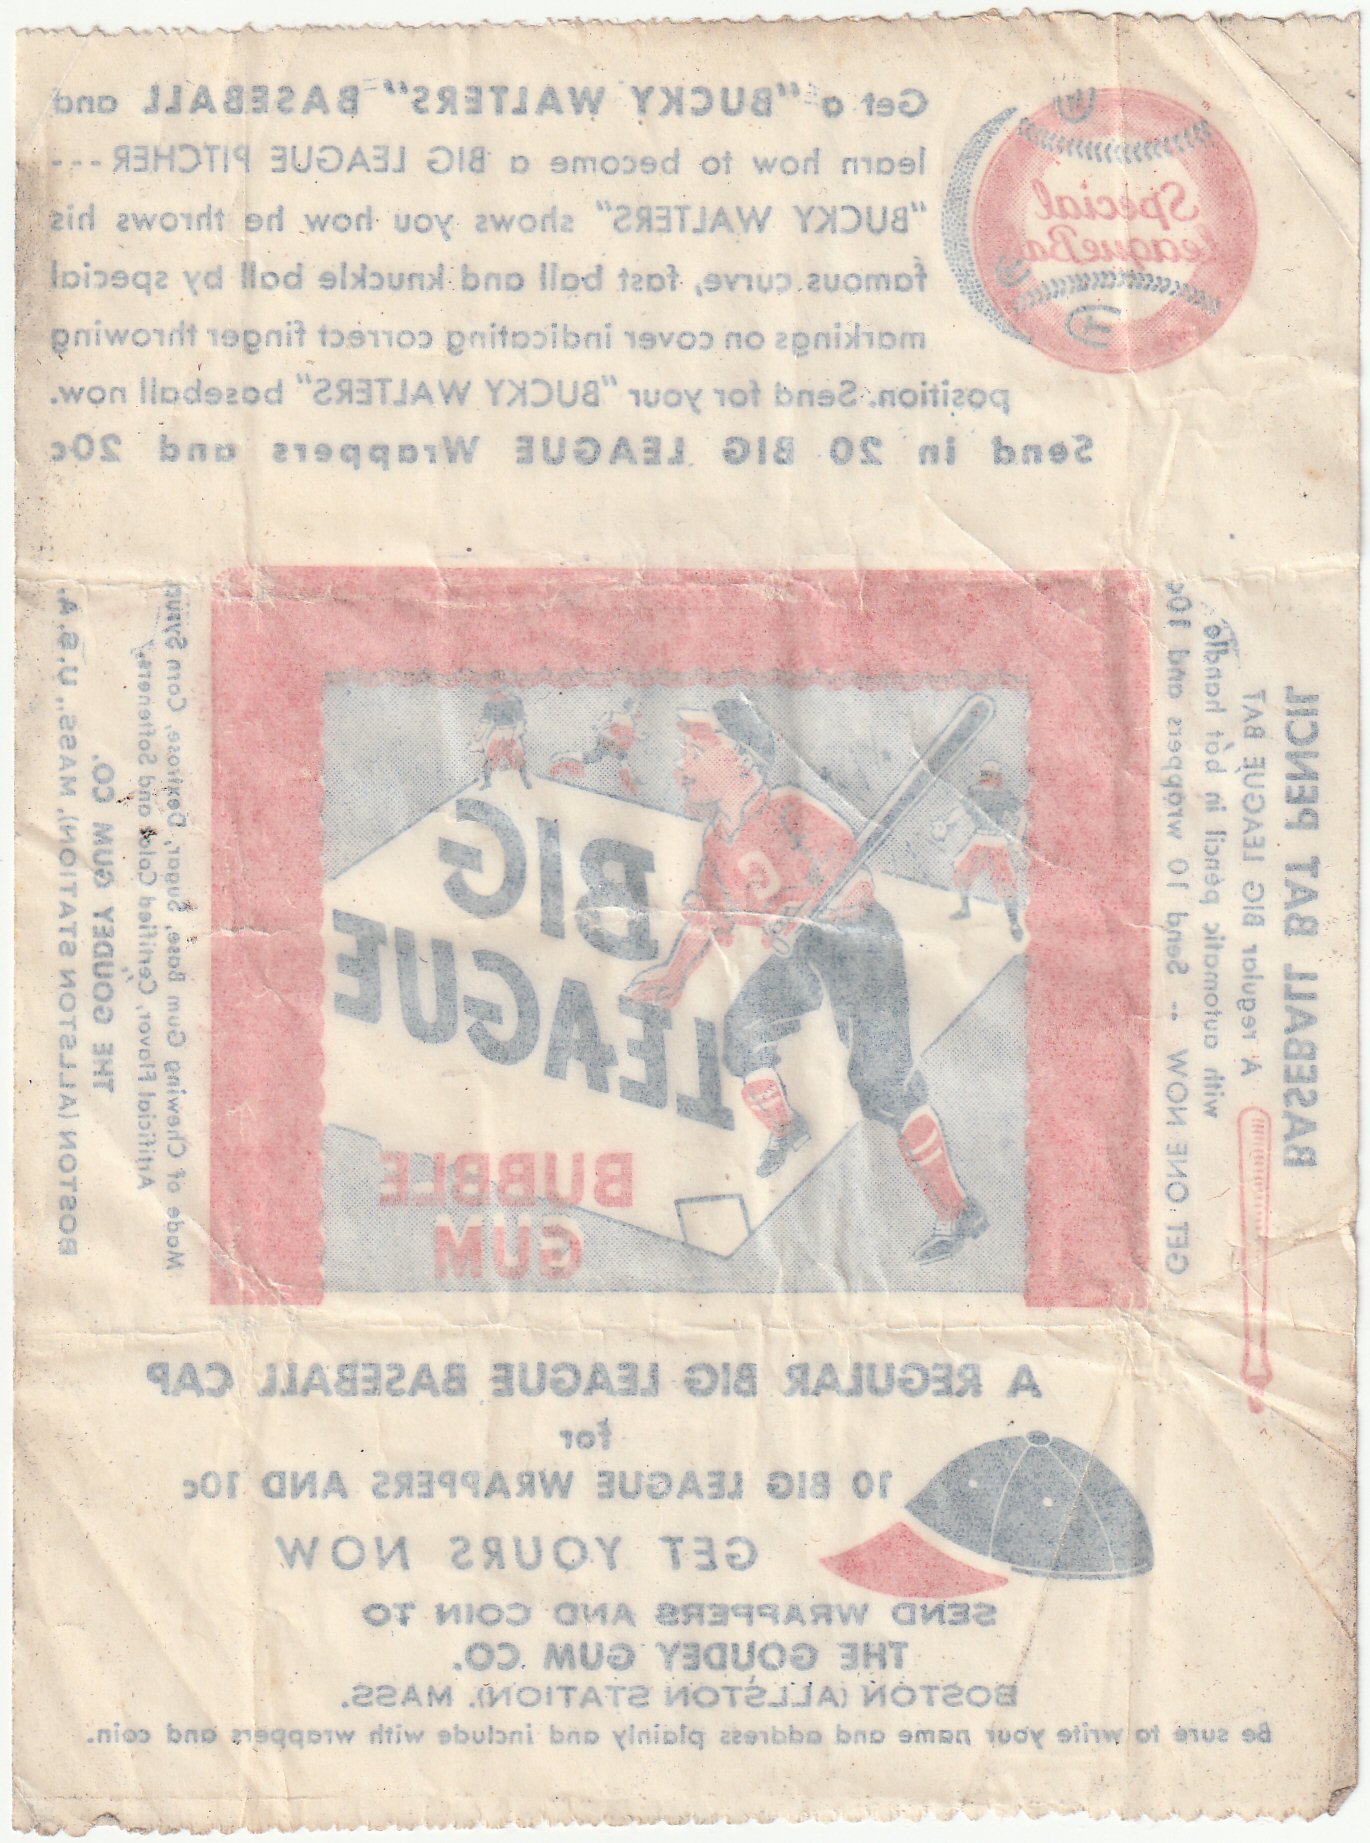 Get a "BUCKY WALTERS" BASEBALL and
learn how to become a BIG LEAGUE PITCHER ---
"BUCKY WALTERS" shows you how he throws his
famous curve, fast ball and knuckle ball by special
markings on cover indicating correct finger throwing
position. Send for your "BUCKY WALTERS" baseball now.
Send in 20 BIG LEAGUE Wrappers and 20c
Special
League Ba
BIG
LEAGUE
BUBBLE
GUM
C
BASEBALL BAT PENCIL
A regular BIG LEAGUE BAT
with automatic pencil in bat handle
GET ONE NOW -- Send 10 wrappers and 10c
Made of Chewing Gum Base, Sugar, Dextrose, Corn Syrup
Artificial Flavor, Certified Color and Softeners
THE GOUDEY GUM CO.
BOSTON (ALLSTON STATION), MASS., U.S.A.
A REGULAR BIG LEAGUE BASEBALL CAP
for
10 BIG LEAGUE WRAPPERS AND 10c
GET YOURS NOW
SEND WRAPPERS AND COIN TO
THE GOUDEY GUM CO.
BOSTON (ALLSTON STATION), MASS.
Be sure to write your name and address plainly and include with wrappers and coin.